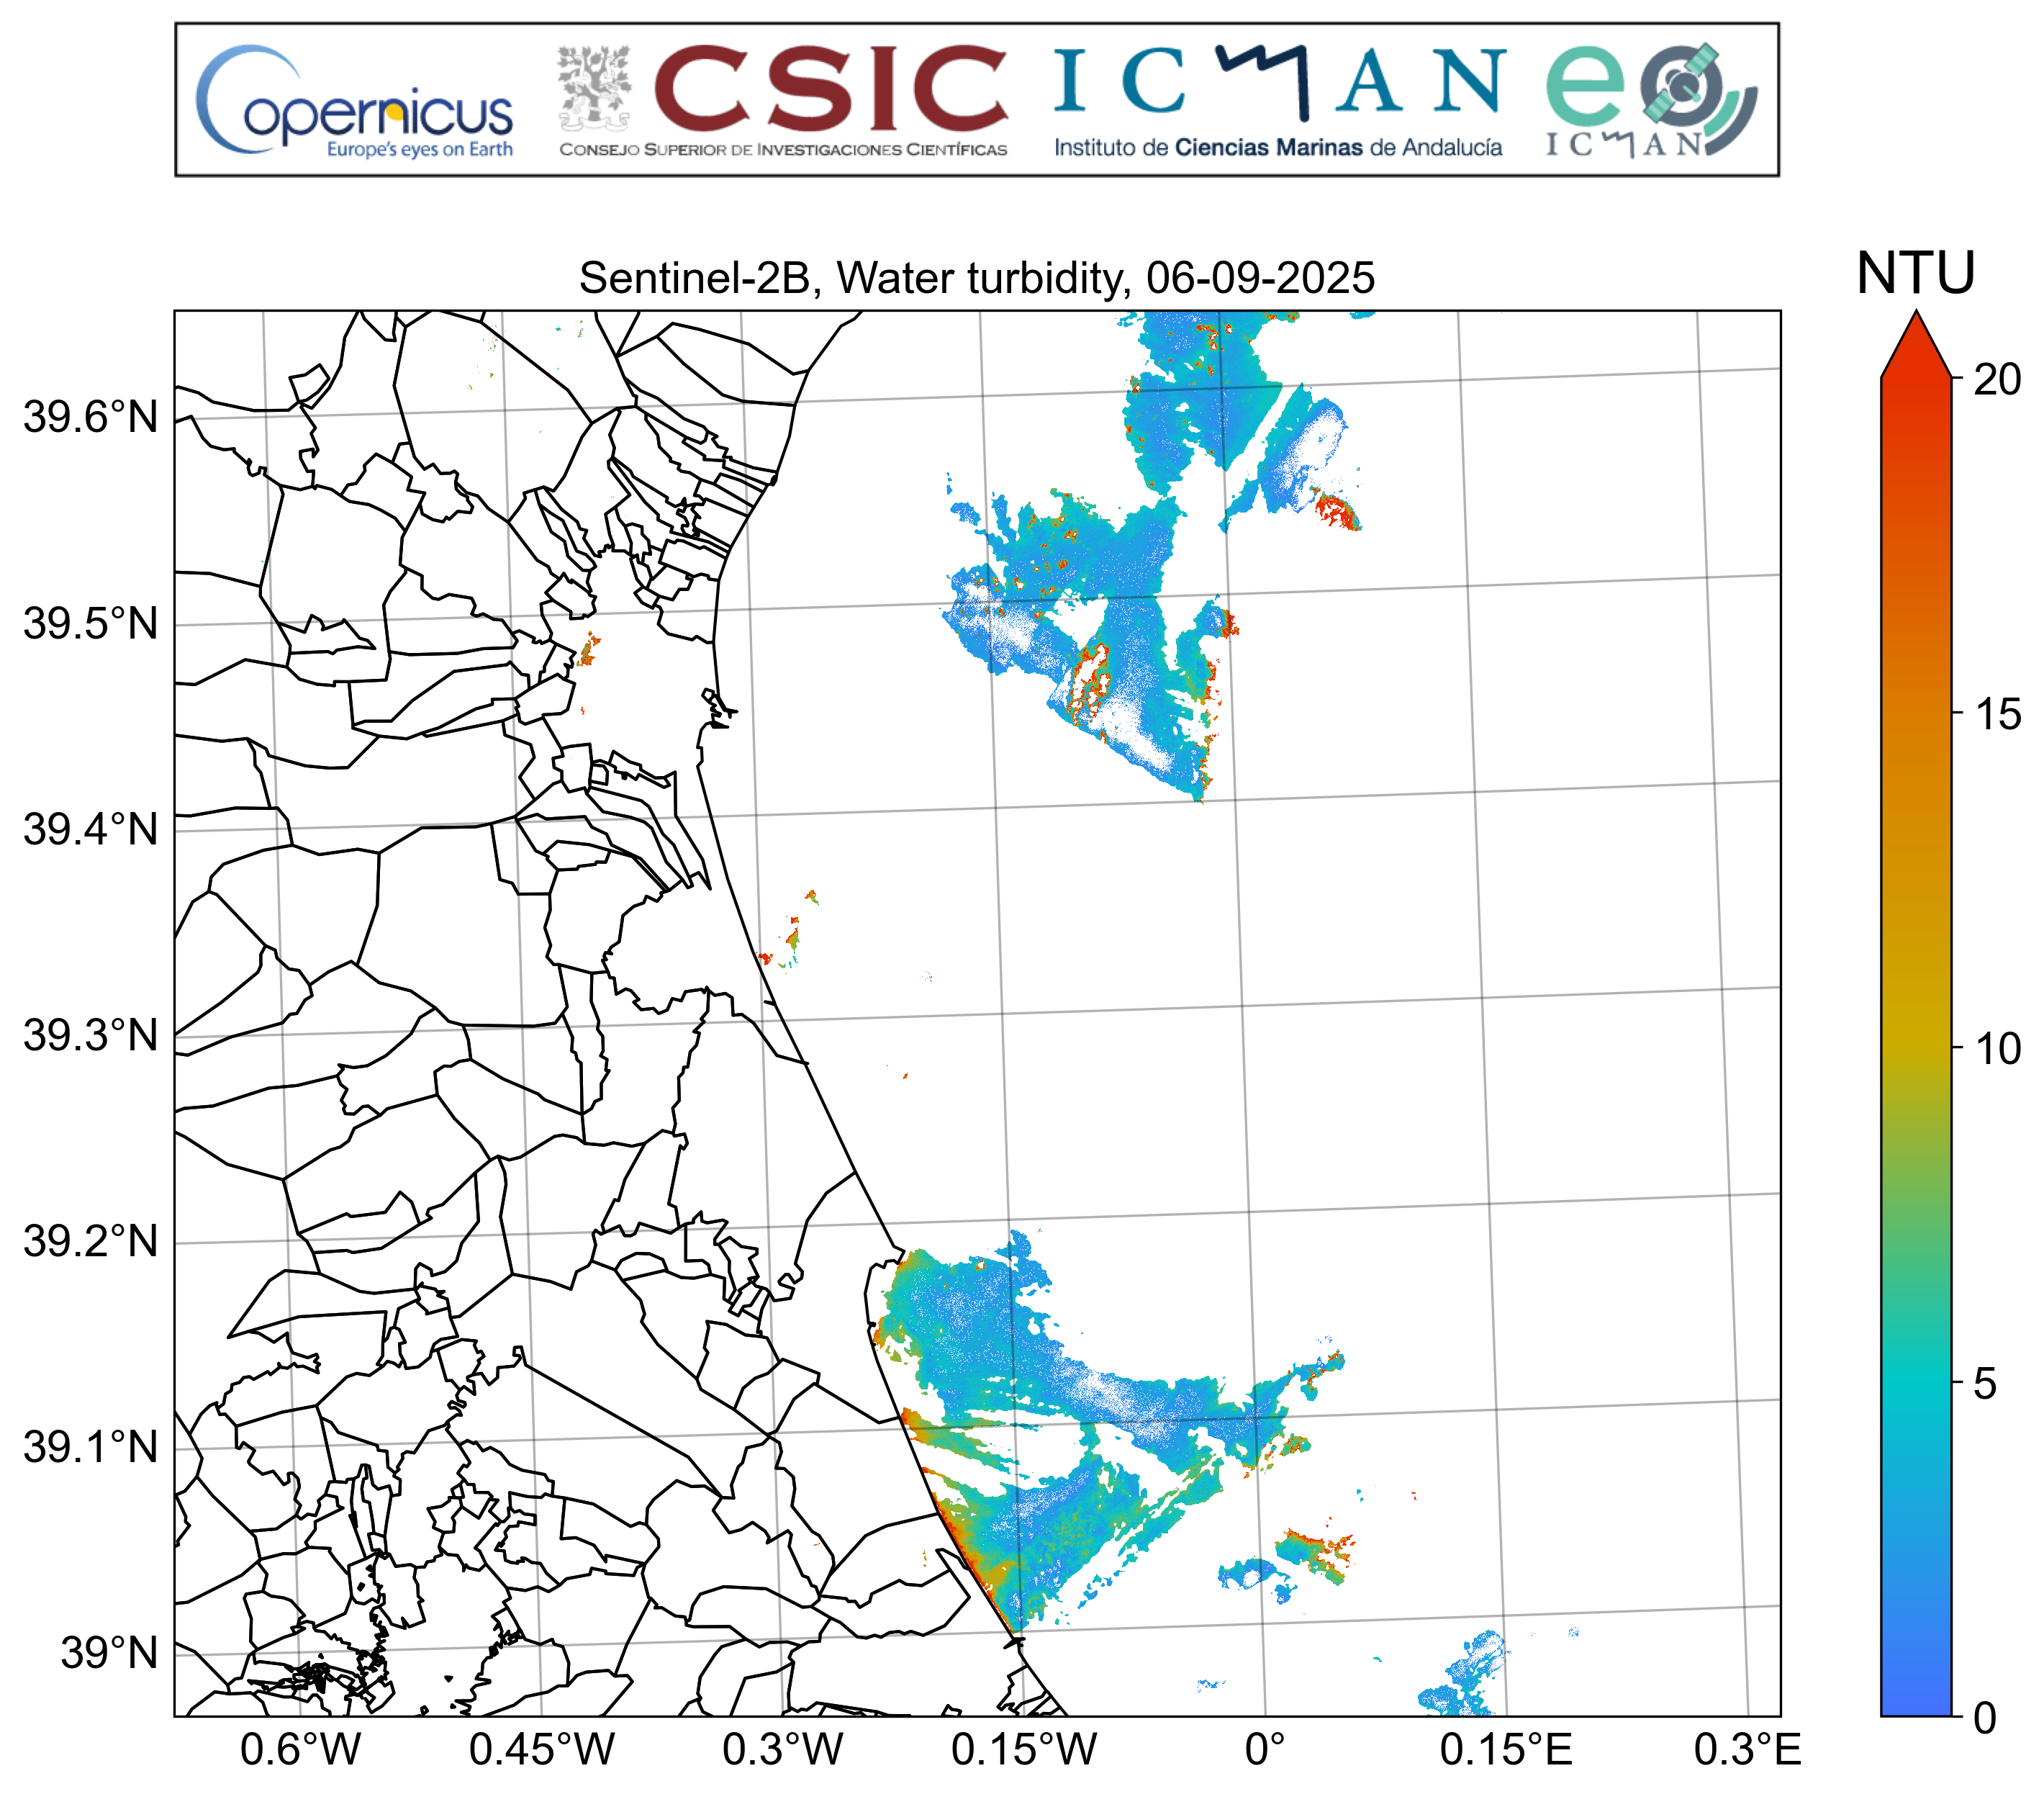 Copernicus
Europe's eyes on Earth
CSIC
CONSEJO SUPERIOR DE INVESTIGACIONES CIENTÍFICAS
ICMAN
Instituto de Ciencias Marinas de Andalucía
eo
ICMAN
Sentinel-2B, Water turbidity, 06-09-2025
NTU
39.6°N
39.5°N
39.4°N
39.3°N
39.2°N
39.1°N
39°N
0.6°W
0.45°W
0.3°W
0.15°W
0°
0.15°E
0.3°E
20
15
10
5
0